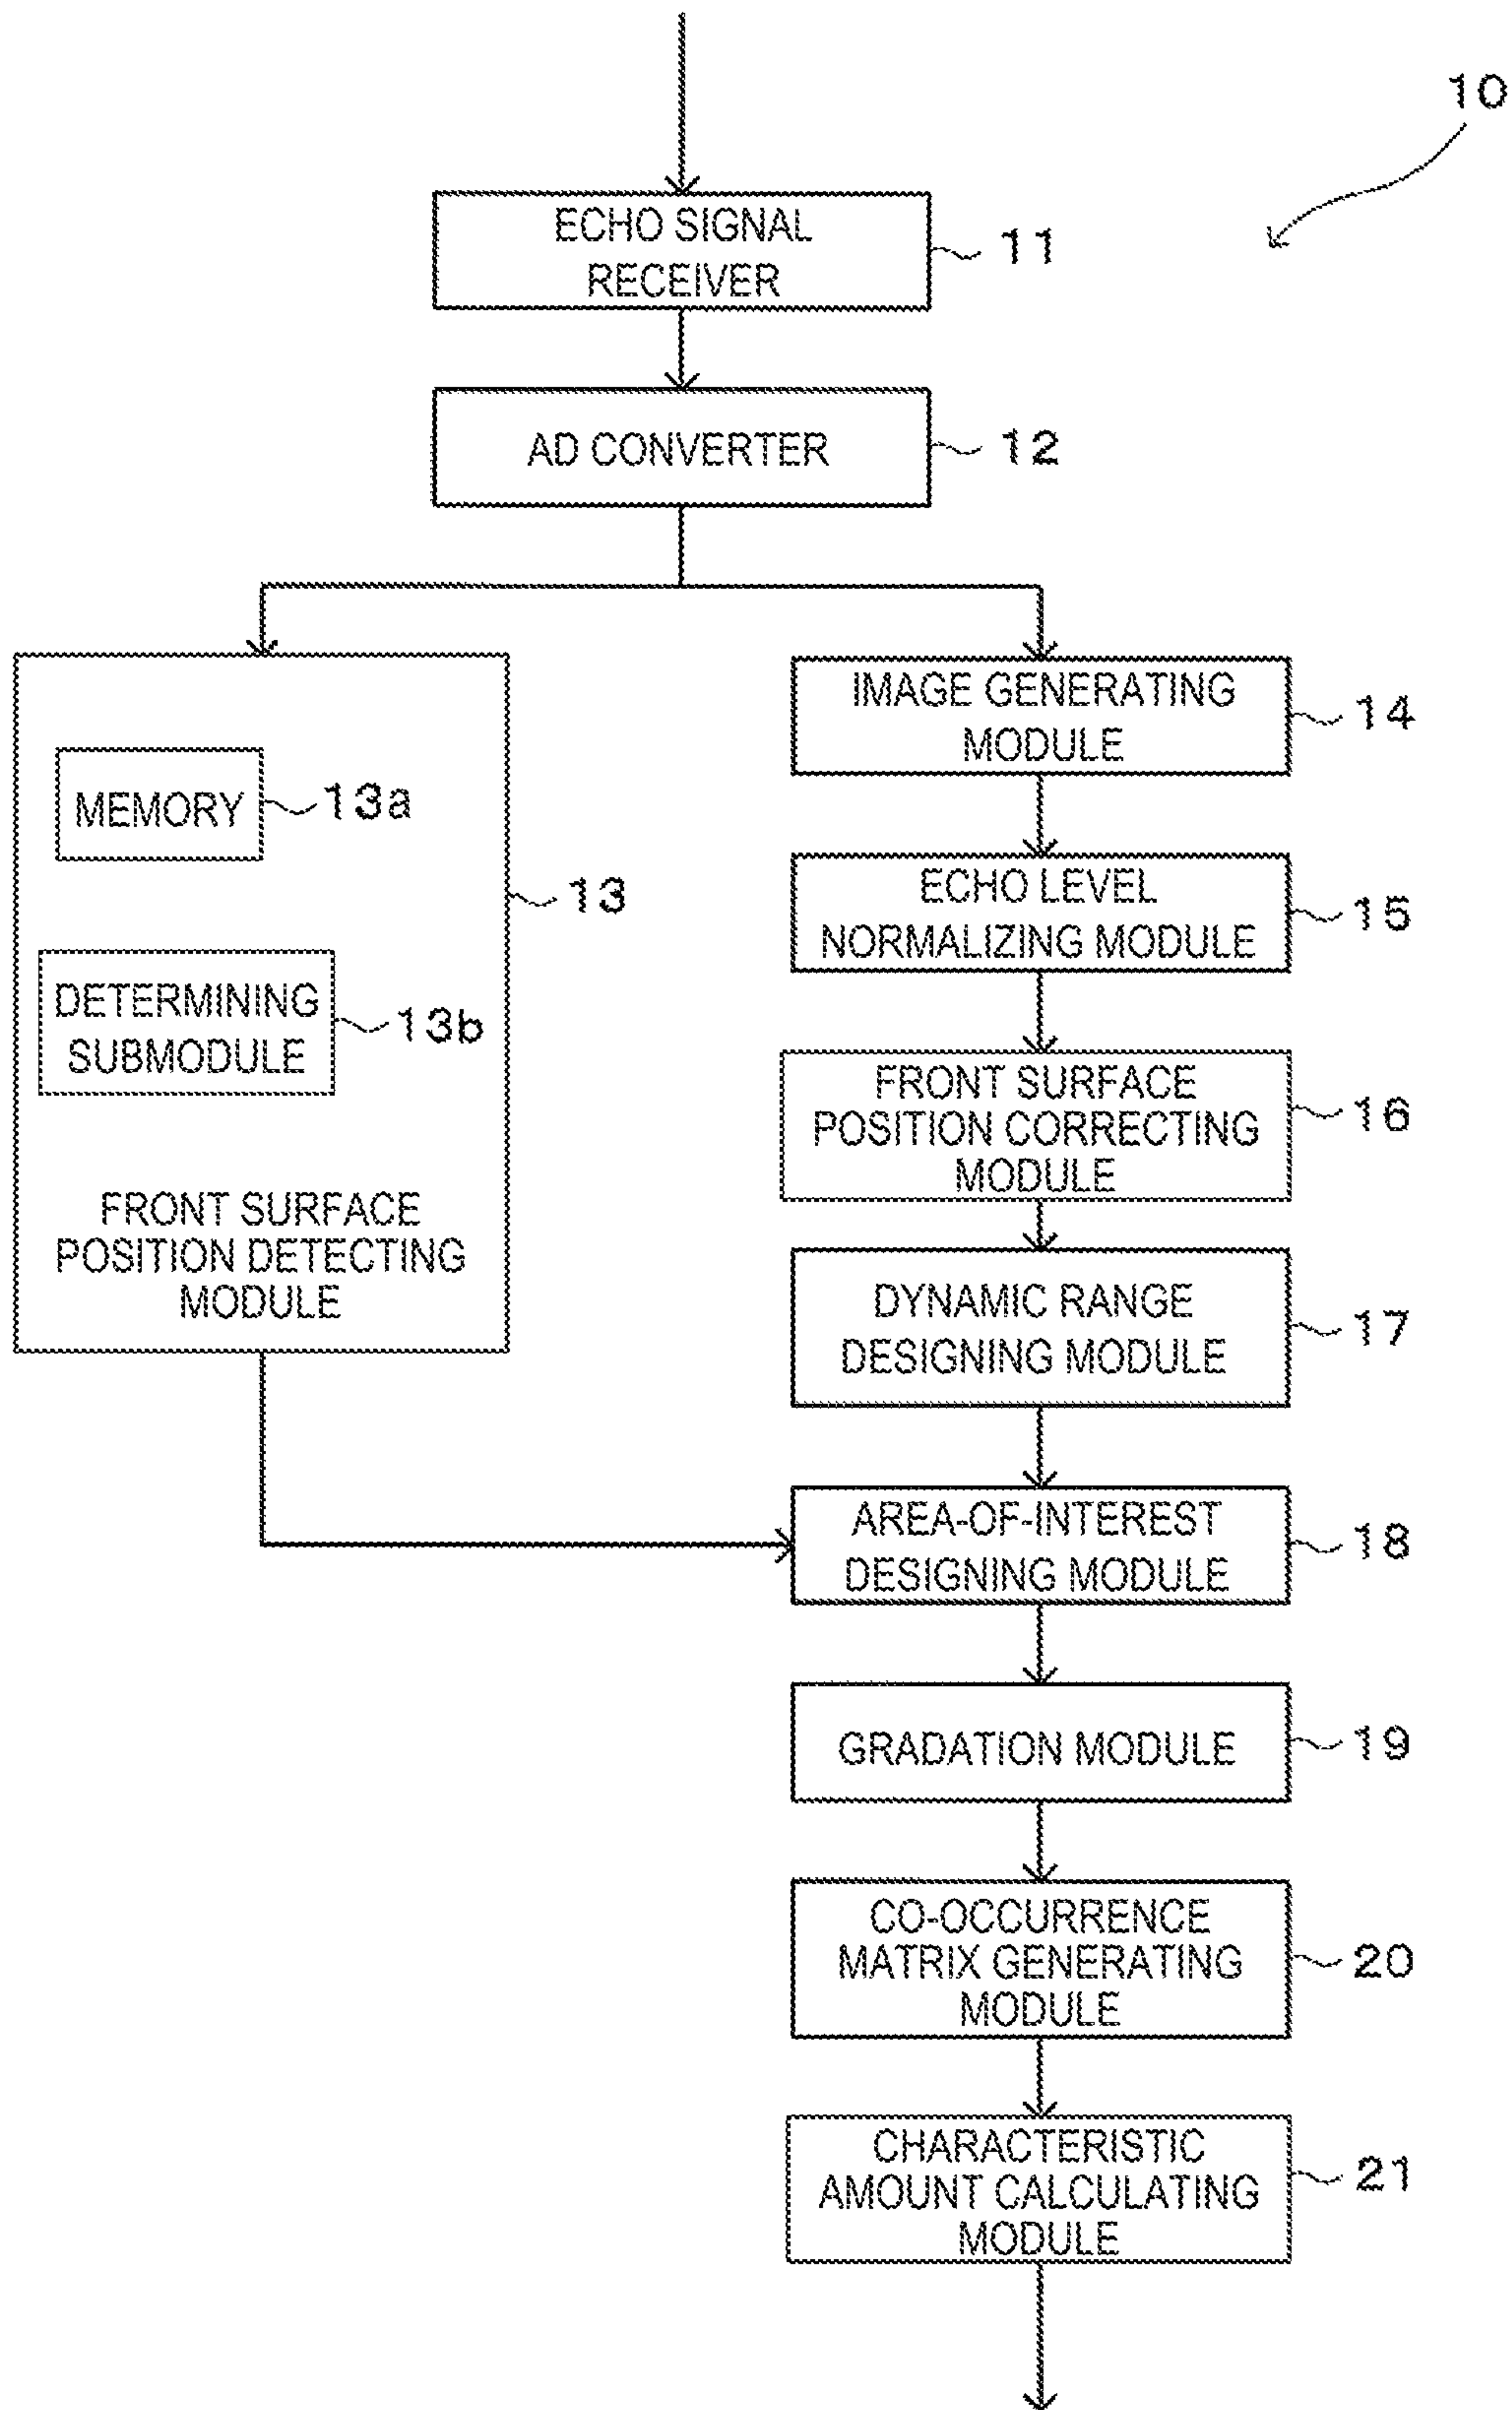 10
ECHO SIGNAL
RECEIVER
11
AD CONVERTER
12
MEMORY
13a
13
DETERMINING
SUBMODULE
13b
FRONT SURFACE
POSITION DETECTING
MODULE
IMAGE GENERATING
MODULE
14
ECHO LEVEL
NORMALIZING MODULE
15
FRONT SURFACE
POSITION CORRECTING
MODULE
16
DYNAMIC RANGE
DESIGNING MODULE
17
AREA-OF-INTEREST
DESIGNING MODULE
18
GRADATION MODULE
19
CO-OCCURRENCE
MATRIX GENERATING
MODULE
20
CHARACTERISTIC
AMOUNT CALCULATING
MODULE
21